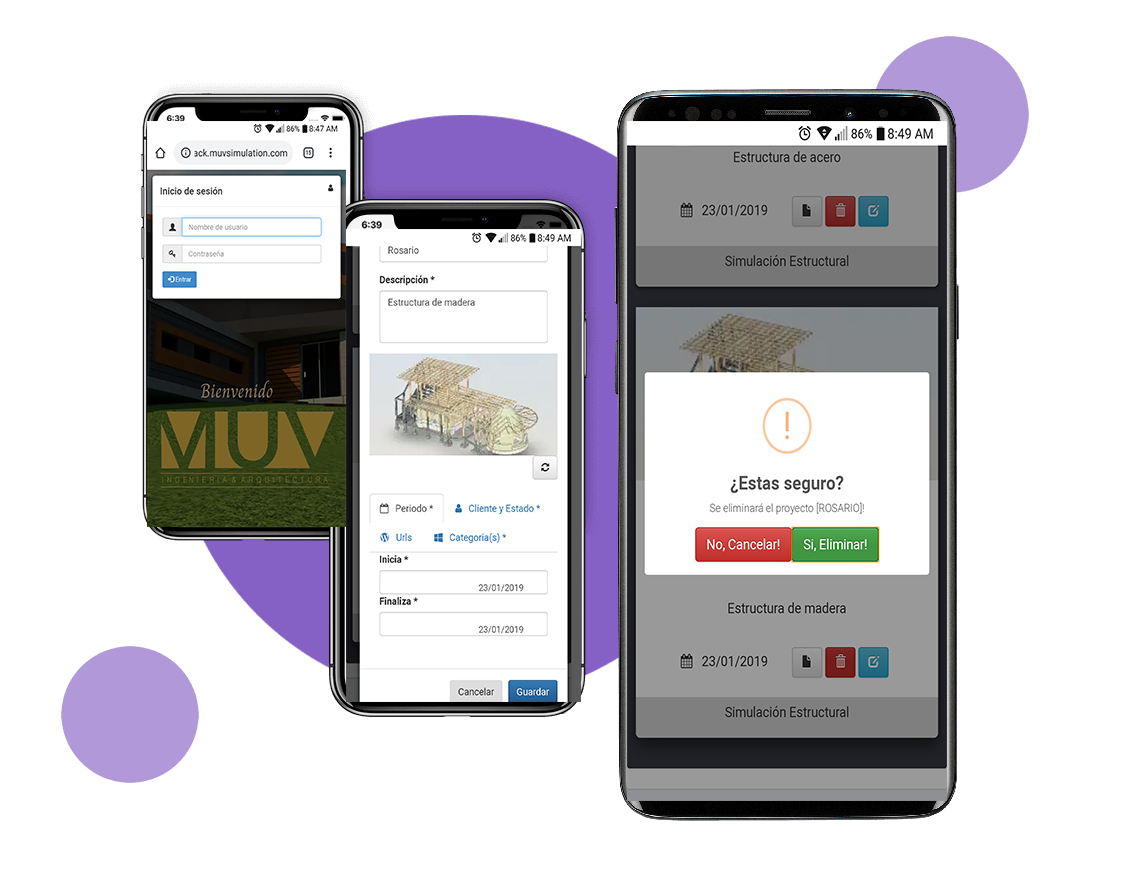 6:39
86% 8:47 AM
ack.muvsimulation.com
15
Inicio de sesión
Nombre de usuario
Contraseña
Entrar
Bienvenido
MUV
INGENIERIA & ARQUITECTURA
6:39
86% 8:49 AM
Rosario
Descripción *
Estructura de madera
Periodo *
Cliente y Estado *
Urls
Categoria(s) *
Inicia *
23/01/2019
Finaliza *
23/01/2019
Cancelar
Guardar
86% 8:49 AM
Estructura de acero
23/01/2019
Simulación Estructural
¿Estas seguro?
Se eliminará el proyecto [ROSARIO]!
No, Cancelar!
Si, Eliminar!
Estructura de madera
23/01/2019
Simulación Estructural